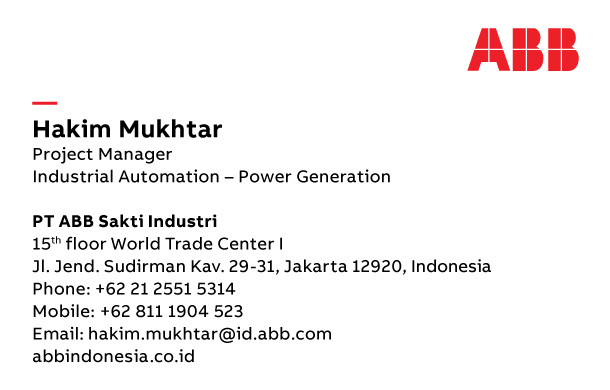 ABB
Hakim Mukhtar
Project Manager
Industrial Automation – Power Generation
PT ABB Sakti Industri
15th floor World Trade Center I
Jl. Jend. Sudirman Kav. 29-31, Jakarta 12920, Indonesia
Phone: +62 21 2551 5314
Mobile: +62 811 1904 523
Email: hakim.mukhtar@id.abb.com
abbindonesia.co.id